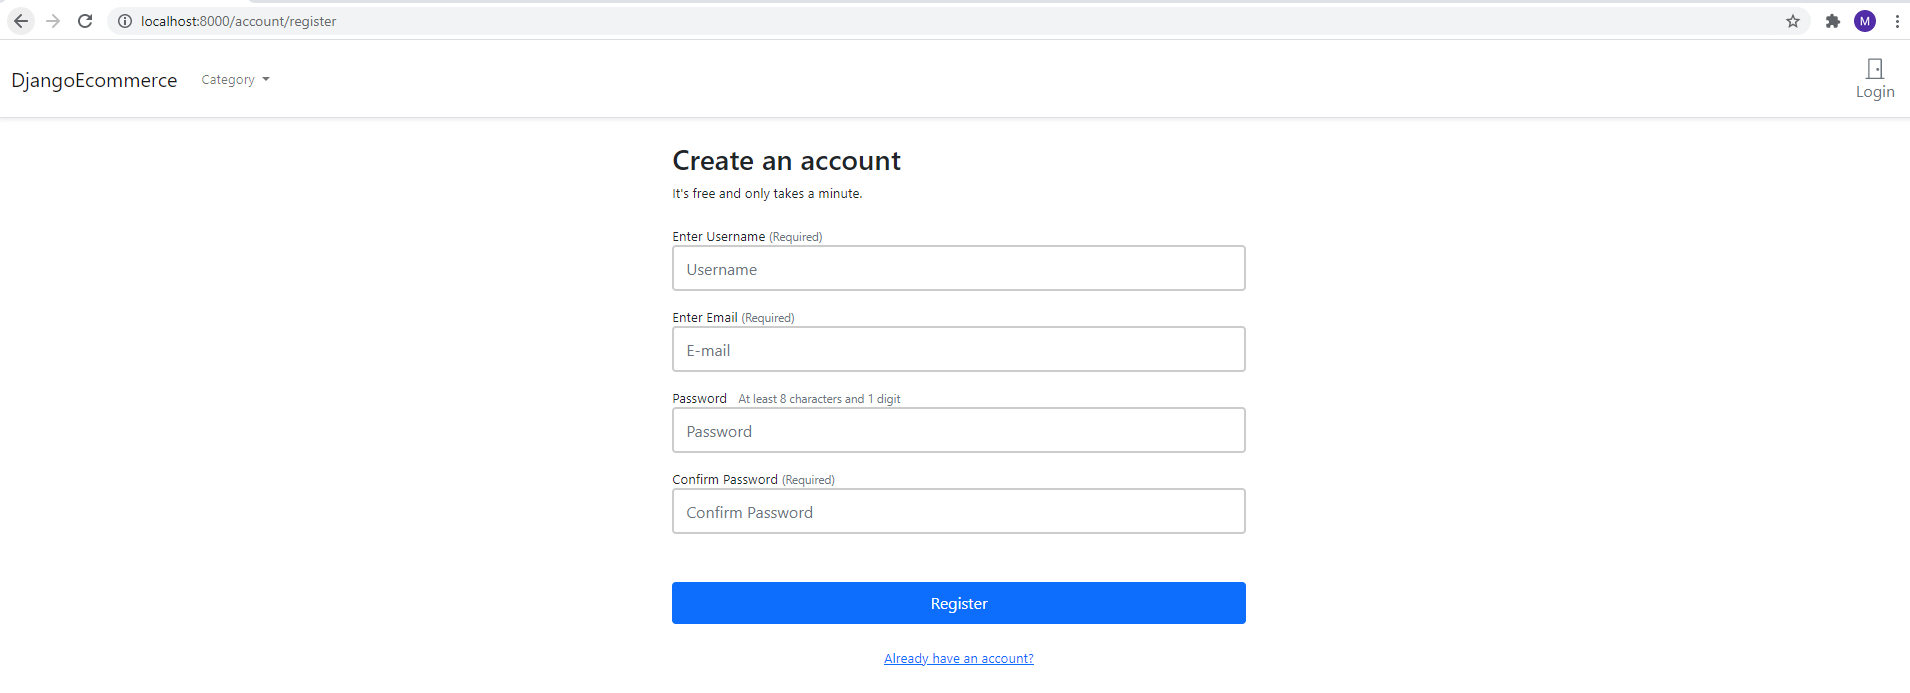 localhost:8000/account/register
M
DjangoEcommerce Category
Login
Create an account
It's free and only takes a minute.
Enter Username (Required)
Username
Enter Email (Required)
E-mail
Password At least 8 characters and 1 digit
Password
Confirm Password (Required)
Confirm Password
Register
Already have an account?